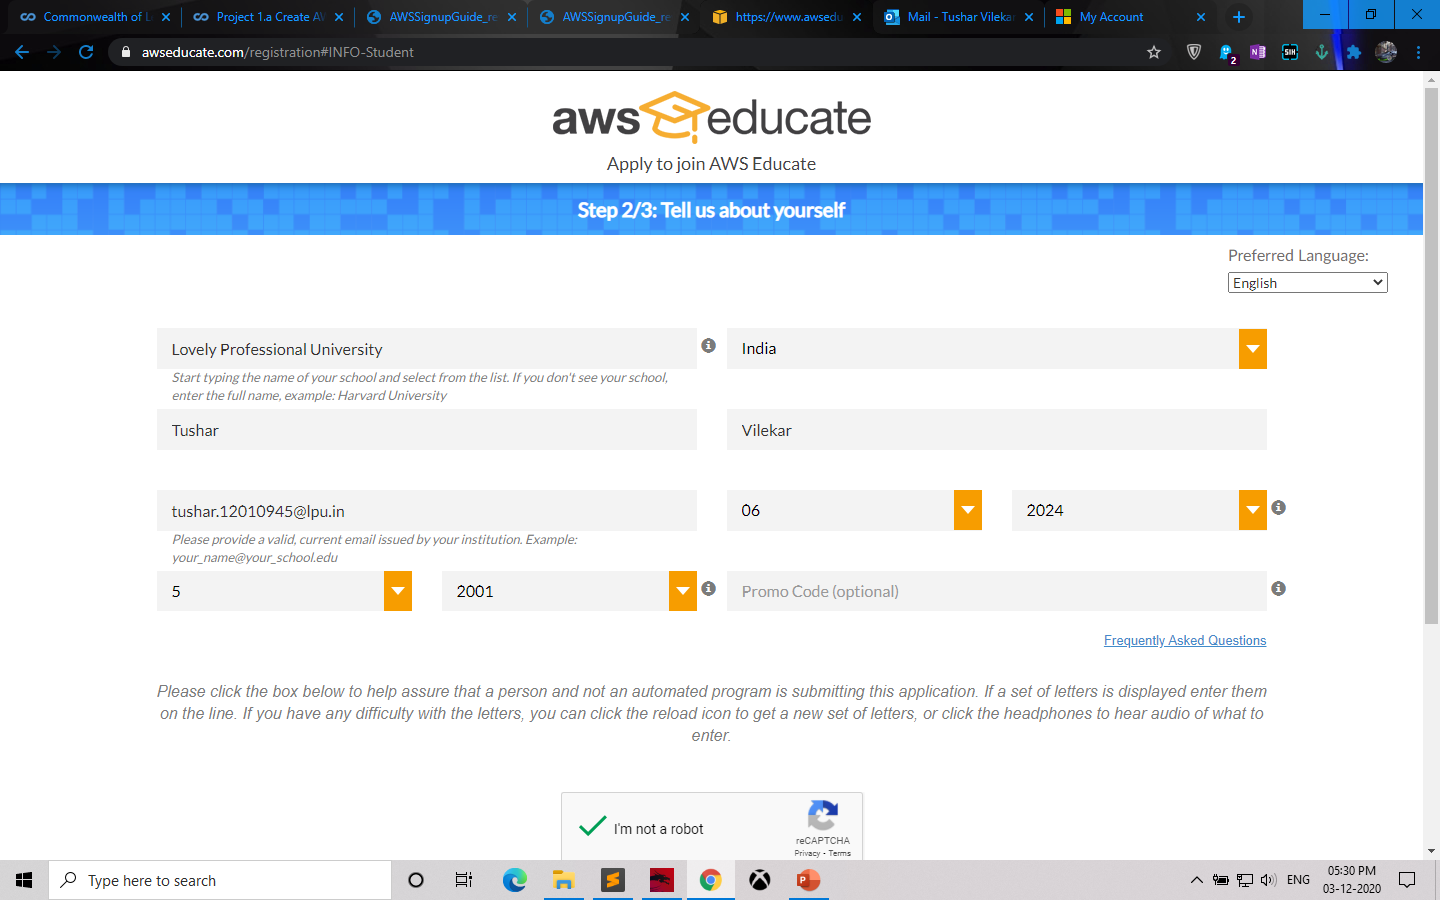 Commonwealth of L
Project 1.a Create AW
AWSSignupGuide_re
AWSSignupGuide_re
https://www.awsedu
Mail - Tushar Vilekar
My Account
awseducate.com/registration#INFO-Student
2
N
SIH
aws educate
Apply to join AWS Educate
Step 2/3: Tell us about yourself
Preferred Language:
English
Lovely Professional University
India
Start typing the name of your school and select from the list. If you don't see your school,
enter the full name, example: Harvard University
Tushar
Vilekar
tushar.12010945@lpu.in
06
2024
Please provide a valid, current email issued by your institution. Example:
your_name@your_school.edu
5
2001
Promo Code (optional)
Frequently Asked Questions
Please click the box below to help assure that a person and not an automated program is submitting this application. If a set of letters is displayed enter them
on the line. If you have any difficulty with the letters, you can click the reload icon to get a new set of letters, or click the headphones to hear audio of what to
enter.
I'm not a robot
reCAPTCHA
Privacy - Terms
Type here to search
ENG
05:30 PM
03-12-2020